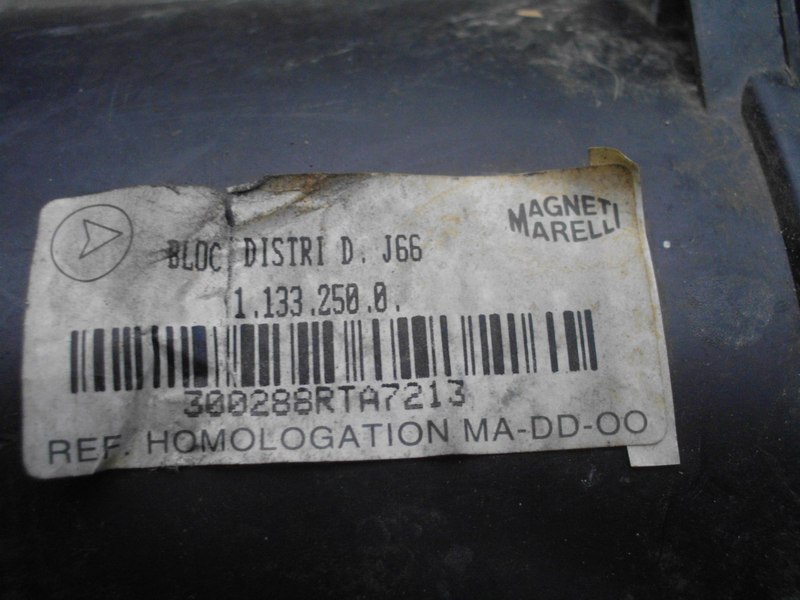 MAGNETI
MARELLI
BLOC DISTRI D. J66
1.133.250.0.
300288RTA7213
REF. HOMOLOGATION MA-DD-OO